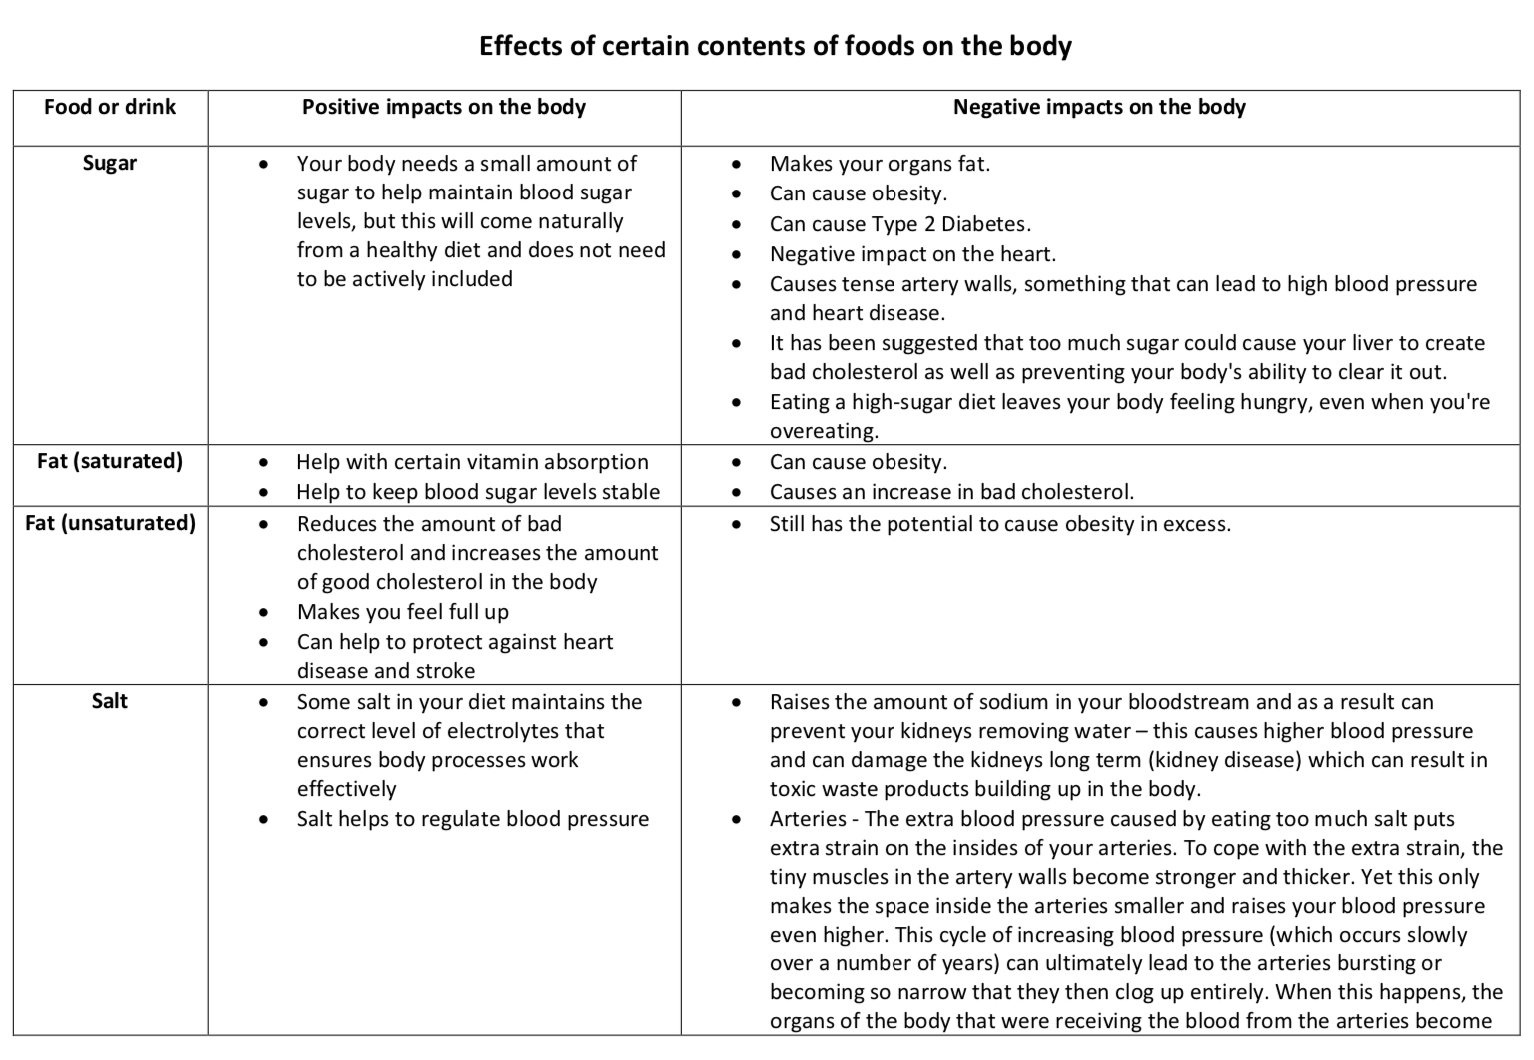 Effects of certain contents of foods on the body
Food or drink
Positive impacts on the body
Negative impacts on the body
Sugar
• Your body needs a small amount of
sugar to help maintain blood sugar
levels, but this will come naturally
from a healthy diet and does not need
to be actively included
• Makes your organs fat.
• Can cause obesity.
• Can cause Type 2 Diabetes.
• Negative impact on the heart.
• Causes tense artery walls, something that can lead to high blood pressure
and heart disease.
• It has been suggested that too much sugar could cause your liver to create
bad cholesterol as well as preventing your body's ability to clear it out.
• Eating a high-sugar diet leaves your body feeling hungry, even when you're
overeating.
Fat (saturated)
• Help with certain vitamin absorption
• Help to keep blood sugar levels stable
• Can cause obesity.
• Causes an increase in bad cholesterol.
Fat (unsaturated)
• Reduces the amount of bad
cholesterol and increases the amount
of good cholesterol in the body
• Makes you feel full up
• Can help to protect against heart
disease and stroke
• Still has the potential to cause obesity in excess.
Salt
• Some salt in your diet maintains the
correct level of electrolytes that
ensures body processes work
effectively
• Salt helps to regulate blood pressure
• Raises the amount of sodium in your bloodstream and as a result can
prevent your kidneys removing water – this causes higher blood pressure
and can damage the kidneys long term (kidney disease) which can result in
toxic waste products building up in the body.
• Arteries - The extra blood pressure caused by eating too much salt puts
extra strain on the insides of your arteries. To cope with the extra strain, the
tiny muscles in the artery walls become stronger and thicker. Yet this only
makes the space inside the arteries smaller and raises your blood pressure
even higher. This cycle of increasing blood pressure (which occurs slowly
over a number of years) can ultimately lead to the arteries bursting or
becoming so narrow that they then clog up entirely. When this happens, the
organs of the body that were receiving the blood from the arteries become